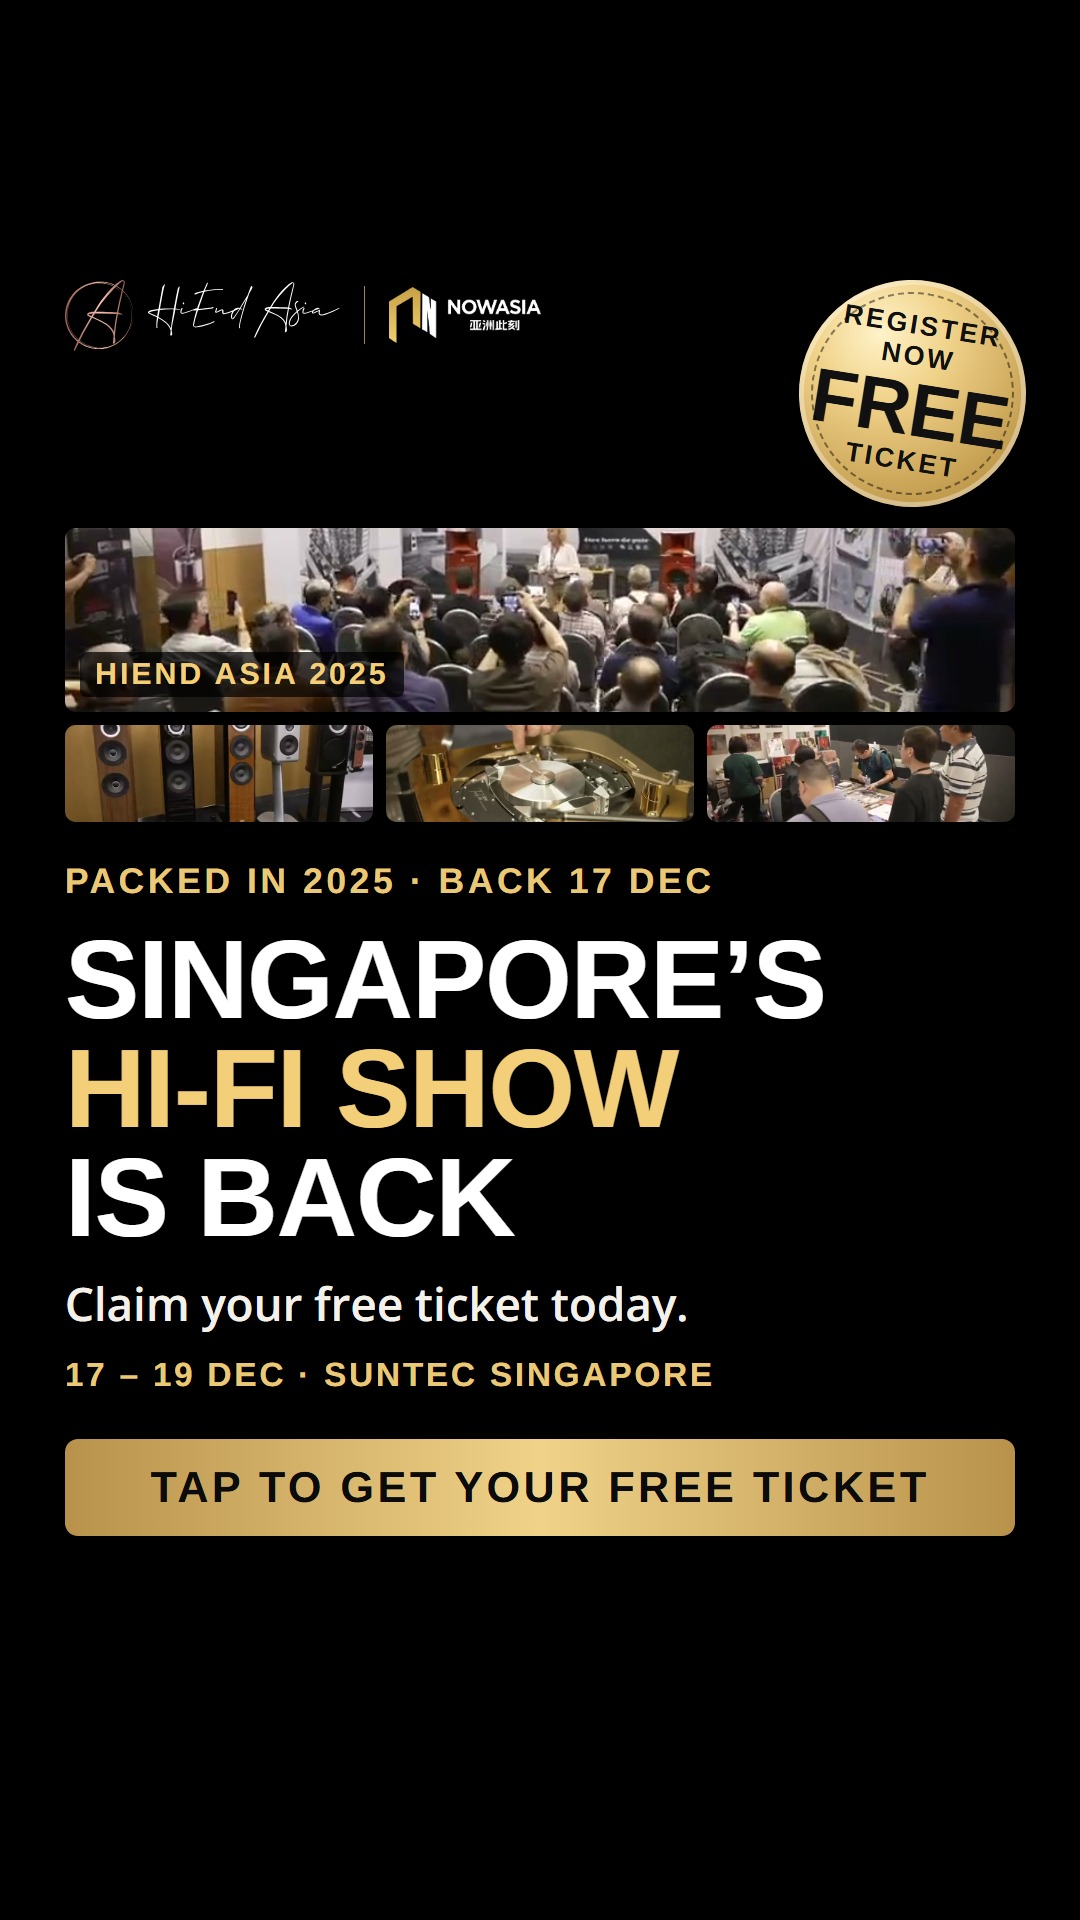 HiEnd Asia
NOWASIA
亚洲此刻
REGISTER
NOW
FREE
TICKET
HIEND ASIA 2025
PACKED IN 2025 · BACK 17 DEC
SINGAPORE’S
HI-FI SHOW
IS BACK
Claim your free ticket today.
17 – 19 DEC · SUNTEC SINGAPORE
TAP TO GET YOUR FREE TICKET